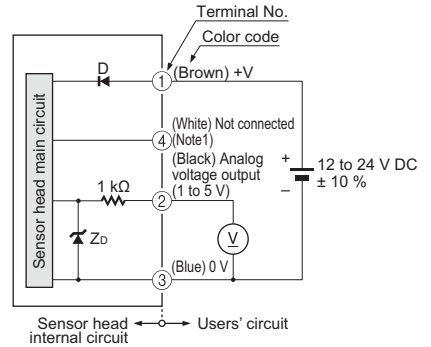 Terminal No.
Color code
D
1
(Brown) +V
(White) Not connected
4
(Note1)
(Black) Analog
voltage output
(1 to 5 V)
1 kΩ
2
+
12 to 24 V DC
– ± 10 %
V
ZD
Sensor head main circuit
(Blue) 0 V
3
Sensor head
internal circuit
Users' circuit